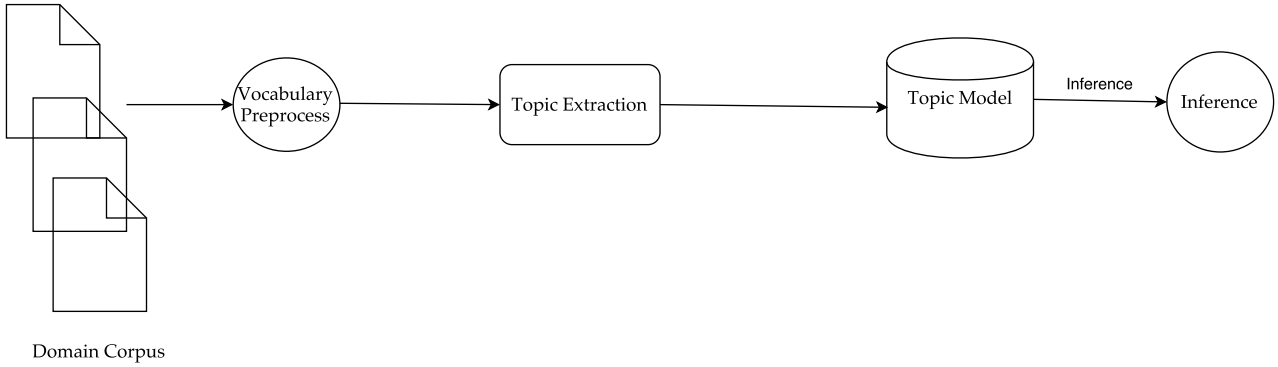 Vocabulary
Preprocess
Topic Extraction
Topic Model
Inference
Inference
Domain Corpus